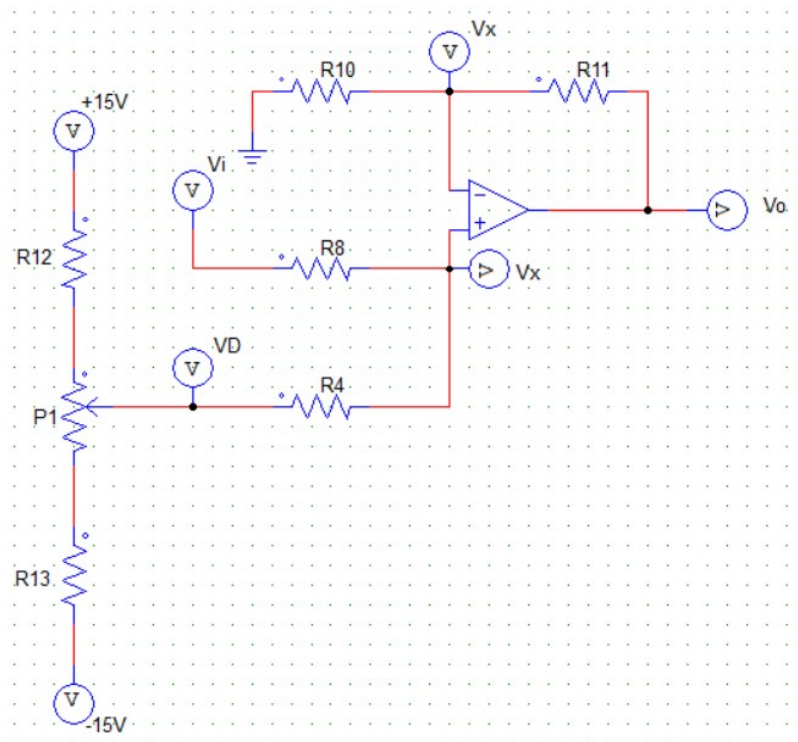 Vx
R10
R11
+15V
V
V
Vi
V
−
+
V
Vo
R12
R8
V
Vx
VD
V
R4
P1
R13
V
-15V